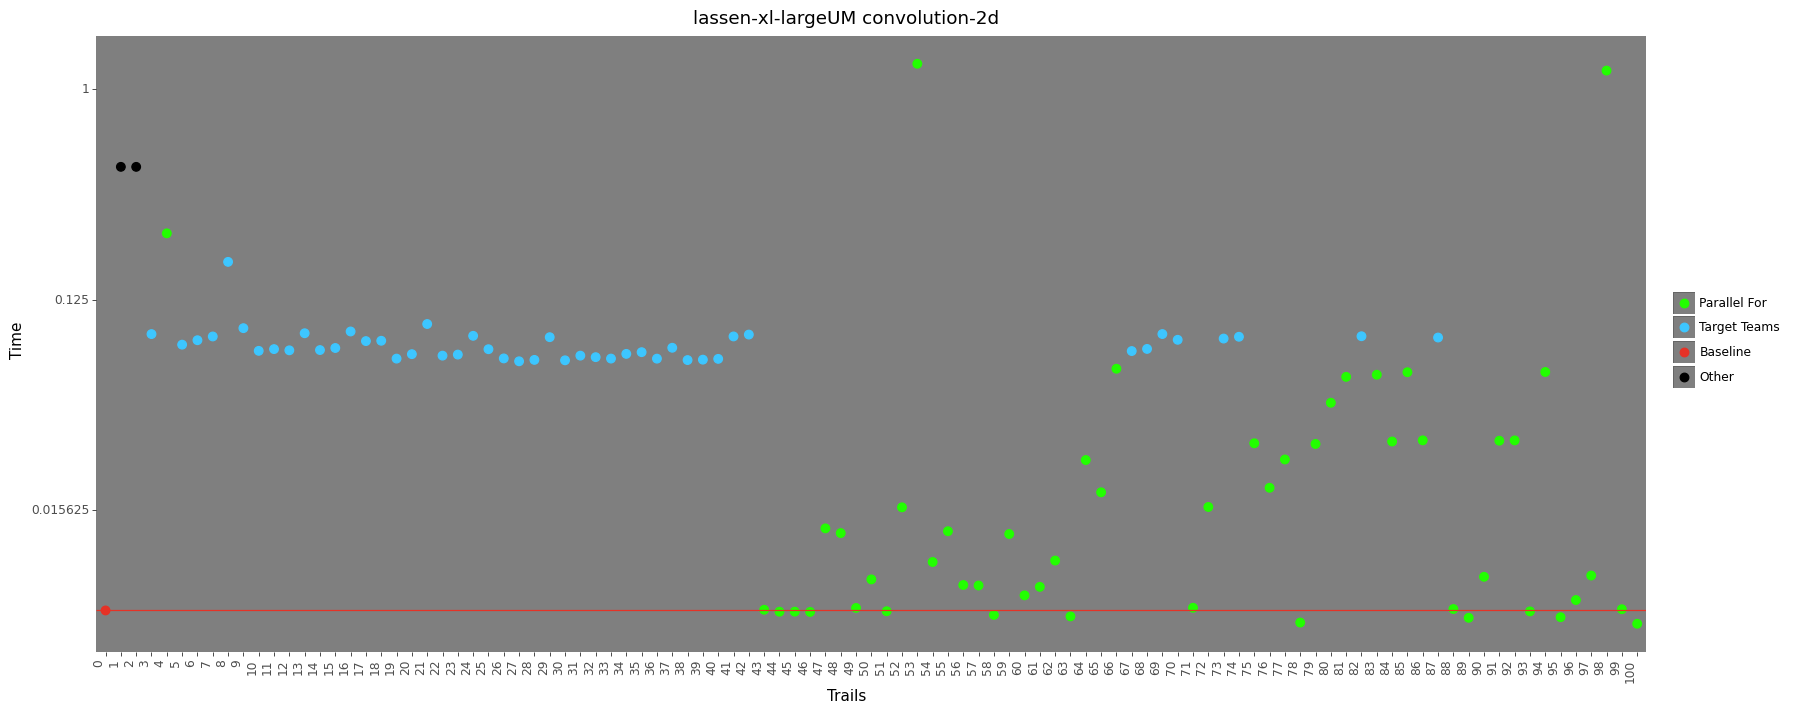 lassen-xl-largeUM convolution-2d
Time
1
0.125
0.015625
0 1 2 3 4 5 6 7 8 9 10 11 12 13 14 15 16 17 18 19 20 21 22 23 24 25 26 27 28 29 30 31 32 33 34 35 36 37 38 39 40 41 42 43 44 45 46 47 48 49 50 51 52 53 54 55 56 57 58 59 60 61 62 63 64 65 66 67 68 69 70 71 72 73 74 75 76 77 78 79 80 81 82 83 84 85 86 87 88 89 90 91 92 93 94 95 96 97 98 99 100
Trails
Parallel For
Target Teams
Baseline
Other